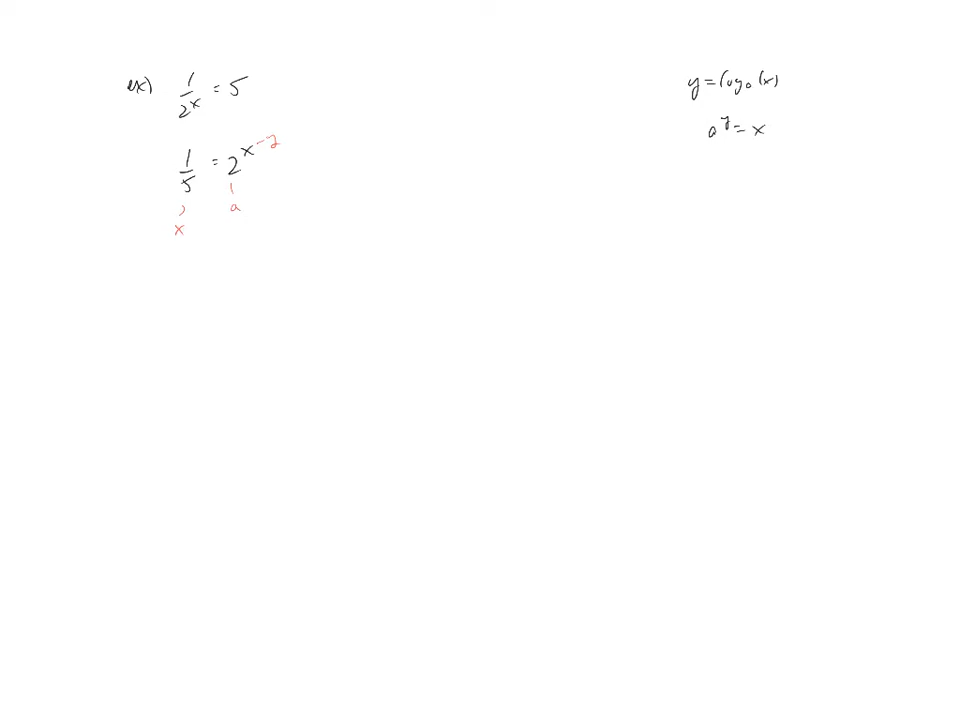 ex) 1/2^x = 5
1/5 = 2^x - y
x a
y = log_a (x)
a^y = x